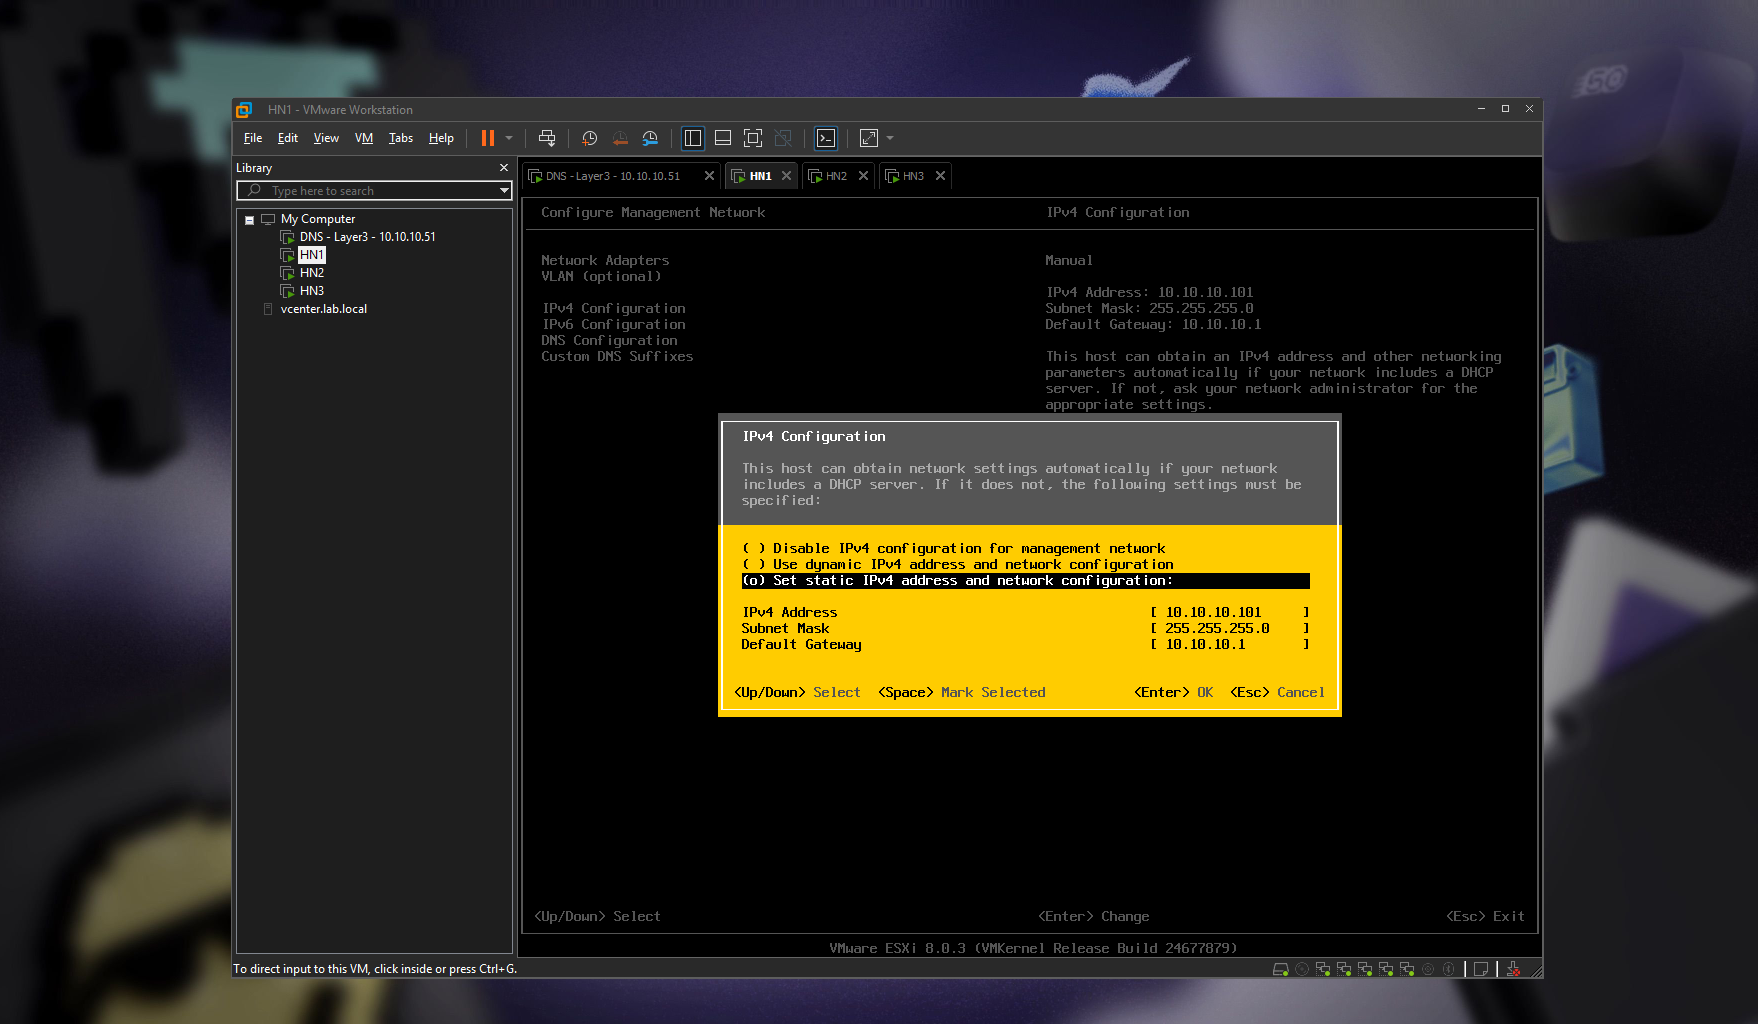 50
HN1 - VMware Workstation
File Edit View VM Tabs Help
Library
Type here to search
My Computer
DNS - Layer3 - 10.10.10.51
HN1
HN2
HN3
vcenter.lab.local
DNS - Layer3 - 10.10.10.51 HN1 HN2 HN3
Configure Management Network
IPv4 Configuration
Network Adapters
VLAN (optional)
IPv4 Configuration
IPv6 Configuration
DNS Configuration
Custom DNS Suffixes
Manual
IPv4 Address: 10.10.10.101
Subnet Mask: 255.255.255.0
Default Gateway: 10.10.10.1
This host can obtain an IPv4 address and other networking
parameters automatically if your network includes a DHCP
server. If not, ask your network administrator for the
appropriate settings.
IPv4 Configuration
This host can obtain network settings automatically if your network
includes a DHCP server. If it does not, the following settings must be
specified:
( ) Disable IPv4 configuration for management network
( ) Use dynamic IPv4 address and network configuration
(o) Set static IPv4 address and network configuration:
IPv4 Address [ 10.10.10.101 ]
Subnet Mask [ 255.255.255.0 ]
Default Gateway [ 10.10.10.1 ]
<Up/Down> Select <Space> Mark Selected <Enter> OK <Esc> Cancel
<Up/Down> Select <Enter> Change <Esc> Exit
VMware ESXi 8.0.3 (VMKernel Release Build 24677879)
To direct input to this VM, click inside or press Ctrl+G.